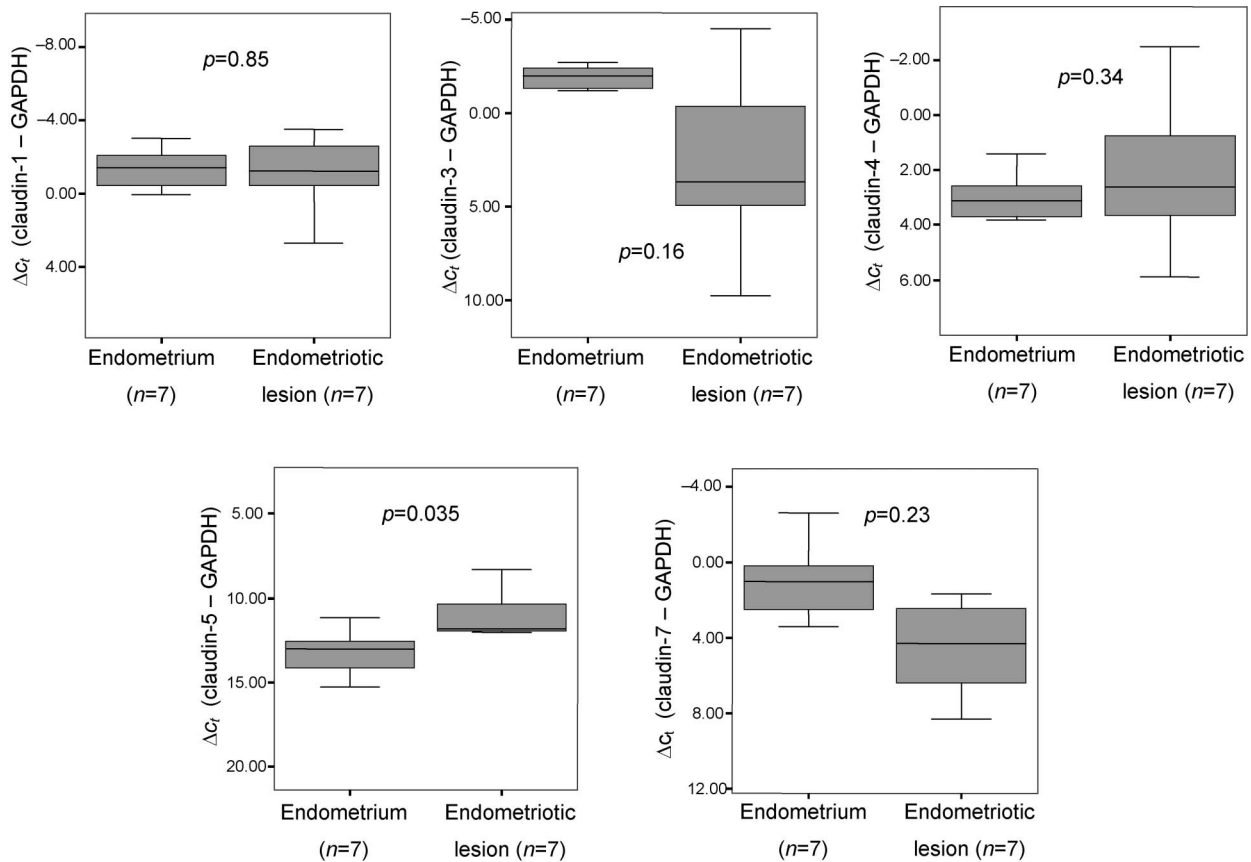 Δct (claudin-1 – GAPDH)
–8.00
–4.00
0.00
4.00
p=0.85
Endometrium
(n=7)
Endometriotic
lesion (n=7)
Δct (claudin-3 – GAPDH)
–5.00
0.00
5.00
10.00
p=0.16
Endometrium
(n=7)
Endometriotic
lesion (n=7)
Δct (claudin-4 – GAPDH)
–2.00
0.00
2.00
4.00
6.00
p=0.34
Endometrium
(n=7)
Endometriotic
lesion (n=7)
Δct (claudin-5 – GAPDH)
5.00
10.00
15.00
20.00
p=0.035
Endometrium
(n=7)
Endometriotic
lesion (n=7)
Δct (claudin-7 – GAPDH)
–4.00
0.00
4.00
8.00
12.00
p=0.23
Endometrium
(n=7)
Endometriotic
lesion (n=7)